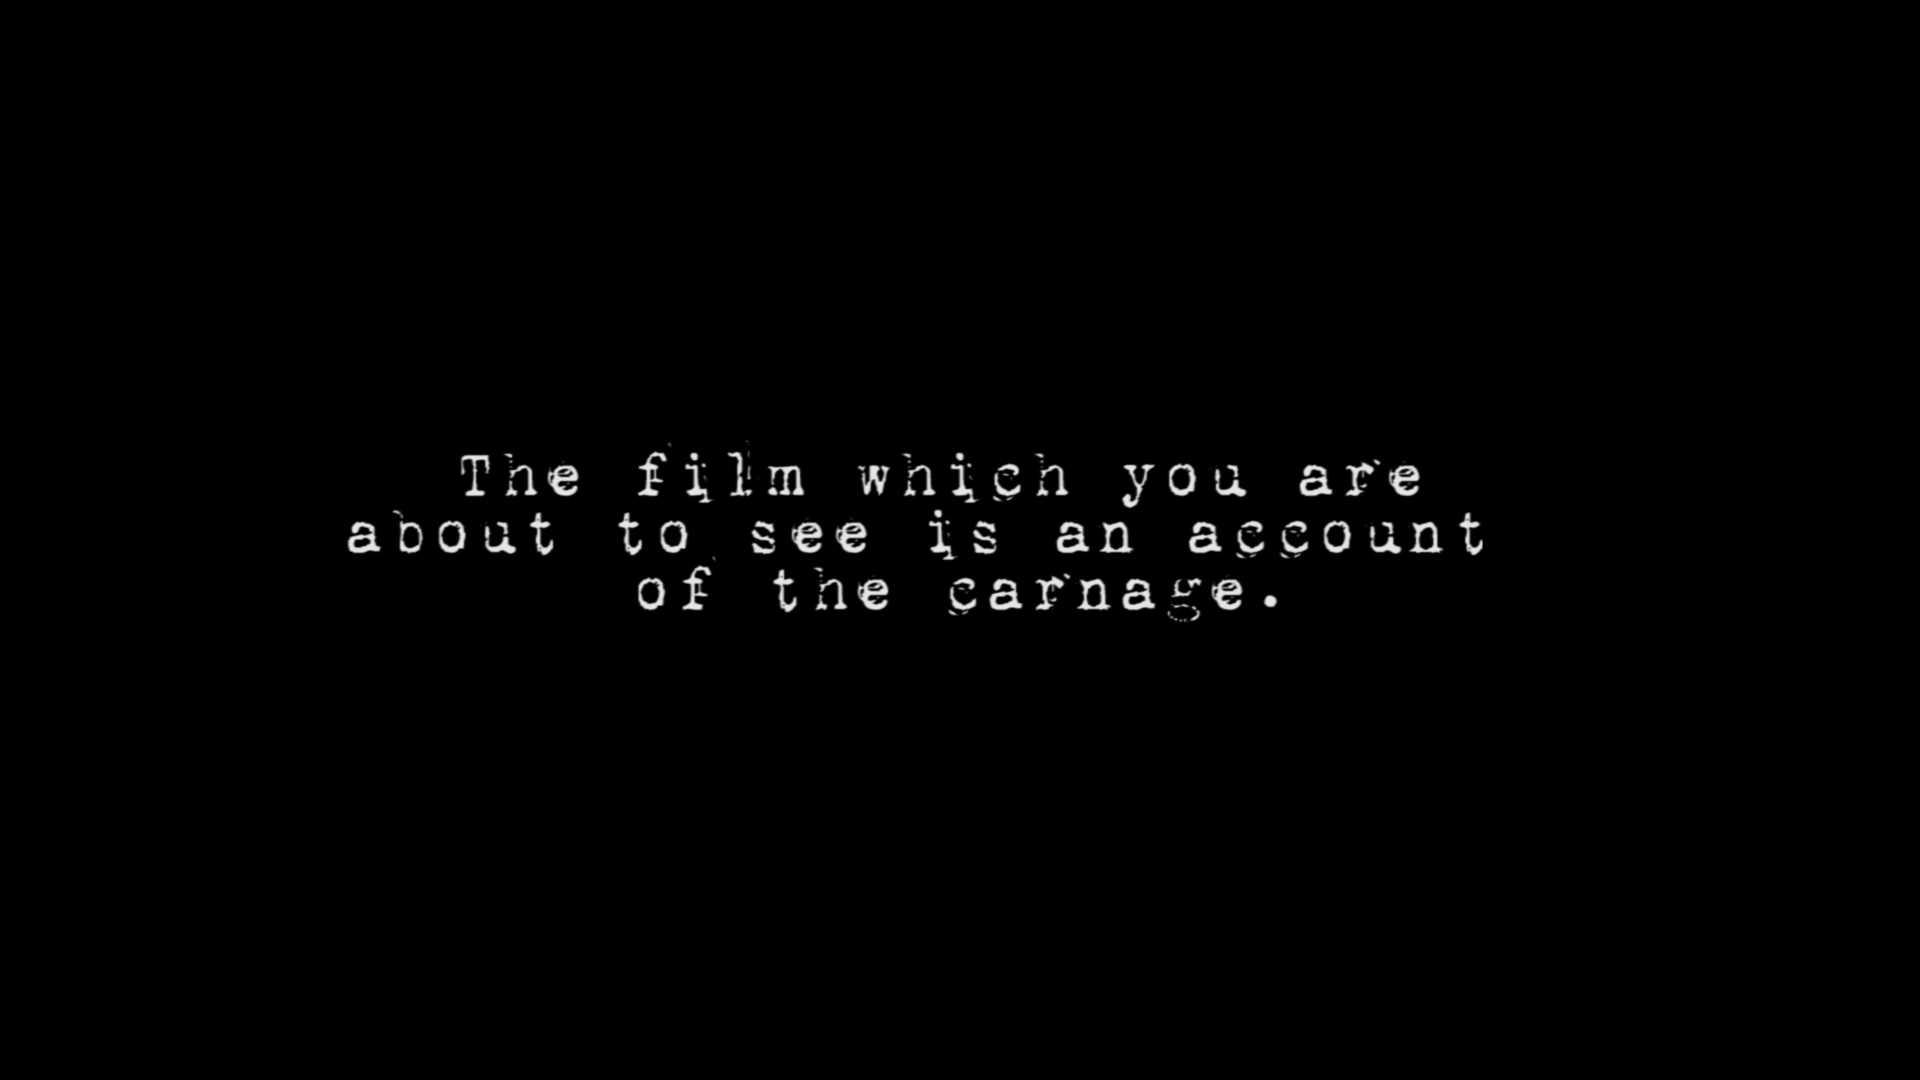 The film which you are
about to see is an account
of the carnage.